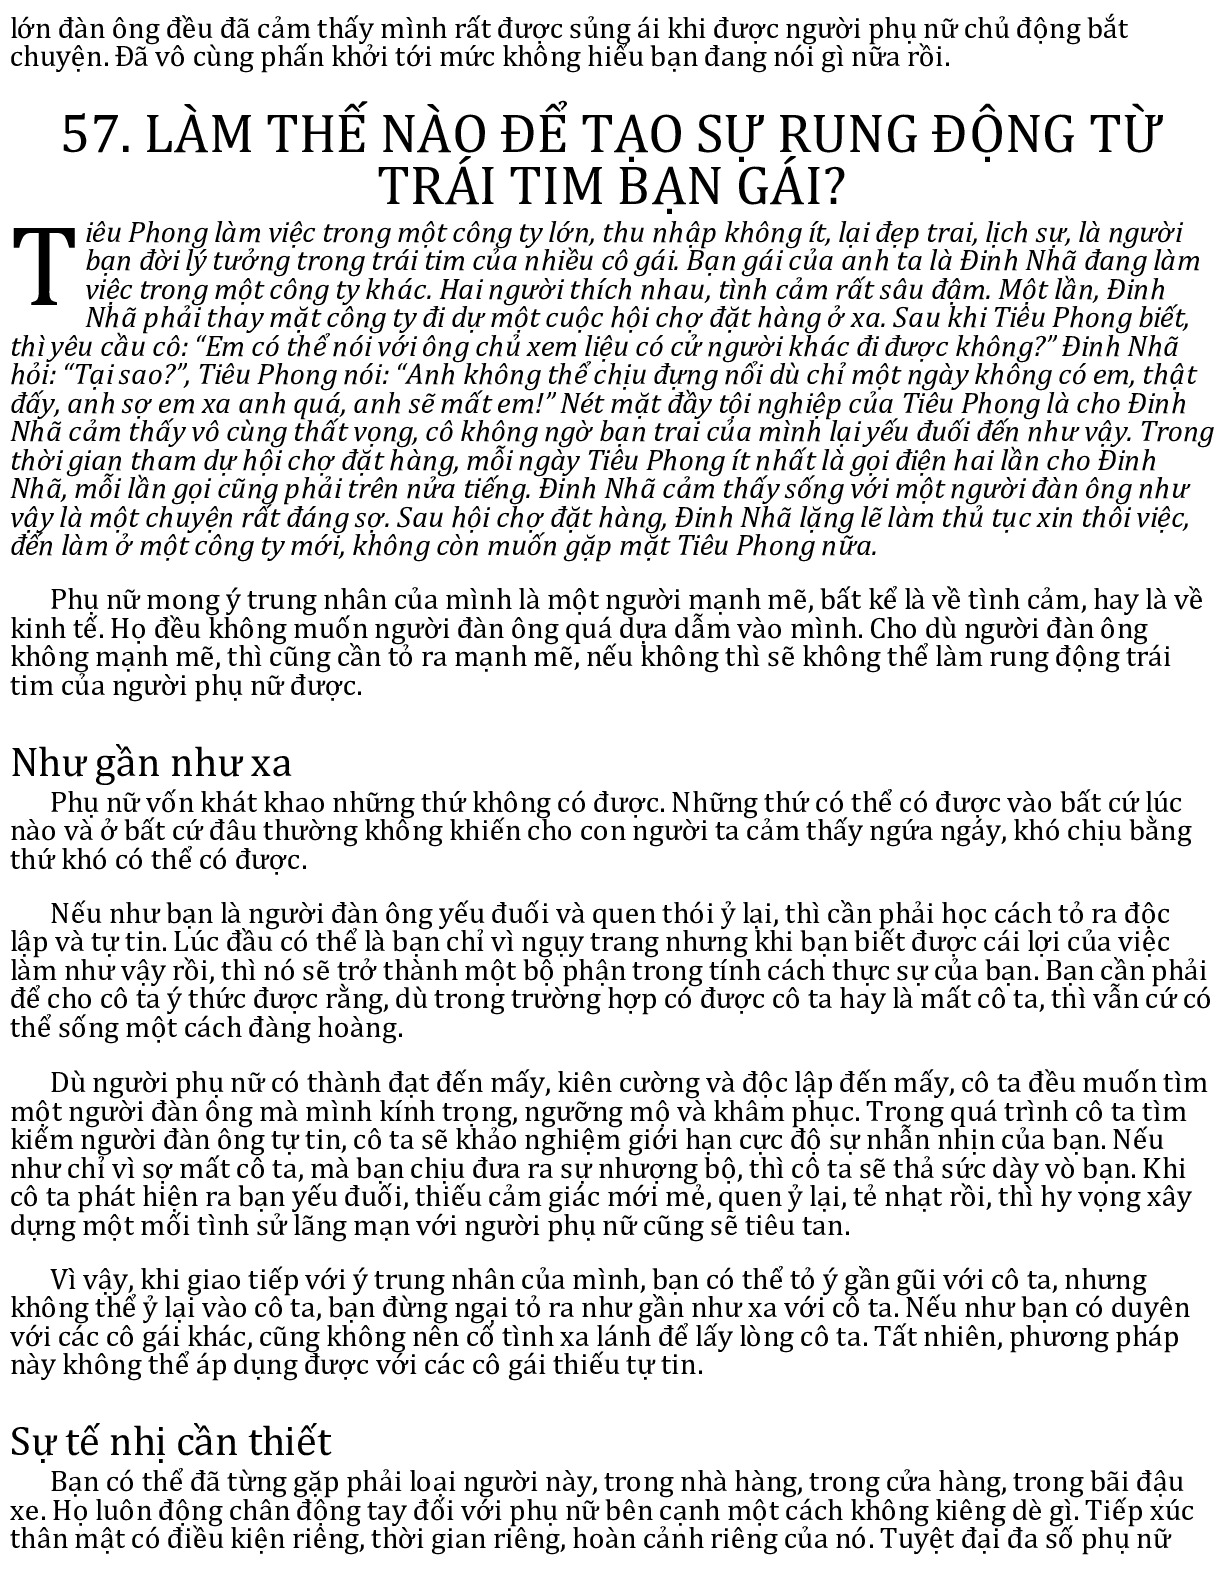 lớn đàn ông đều đã cảm thấy mình rất được sủng ái khi được người phụ nữ chủ động bắt
chuyện. Đã vô cùng phấn khởi tới mức không hiểu bạn đang nói gì nữa rồi.
57. LÀM THẾ NÀO ĐỂ TẠO SỰ RUNG ĐỘNG TỪ
TRÁI TIM BẠN GÁI?
Tiêu Phong làm việc trong một công ty lớn, thu nhập không ít, lại đẹp trai, lịch sự, là người
bạn đời lý tưởng trong trái tim của nhiều cô gái. Bạn gái của anh ta là Đinh Nhã đang làm
việc trong một công ty khác. Hai người thích nhau, tình cảm rất sâu đậm. Một lần, Đinh
Nhã phải thay mặt công ty đi dự một cuộc hội chợ đặt hàng ở xa. Sau khi Tiêu Phong biết,
thì yêu cầu cô: “Em có thể nói với ông chủ xem liệu có cử người khác đi được không?” Đinh Nhã
hỏi: “Tại sao?”, Tiêu Phong nói: “Anh không thể chịu đựng nổi dù chỉ một ngày không có em, thật
đấy, anh sợ em xa anh quá, anh sẽ mất em!” Nét mặt đầy tội nghiệp của Tiêu Phong là cho Đinh
Nhã cảm thấy vô cùng thất vọng, cô không ngờ bạn trai của mình lại yếu đuối đến như vậy. Trong
thời gian tham dự hội chợ đặt hàng, mỗi ngày Tiêu Phong ít nhất là gọi điện hai lần cho Đinh
Nhã, mỗi lần gọi cũng phải trên nửa tiếng. Đinh Nhã cảm thấy sống với một người đàn ông như
vậy là một chuyện rất đáng sợ. Sau hội chợ đặt hàng, Đinh Nhã lặng lẽ làm thủ tục xin thôi việc,
đến làm ở một công ty mới, không còn muốn gặp mặt Tiêu Phong nữa.
Phụ nữ mong ý trung nhân của mình là một người mạnh mẽ, bất kể là về tình cảm, hay là về
kinh tế. Họ đều không muốn người đàn ông quá dựa dẫm vào mình. Cho dù người đàn ông
không mạnh mẽ, thì cũng cần tỏ ra mạnh mẽ, nếu không thì sẽ không thể làm rung động trái
tim của người phụ nữ được.
Như gần như xa
Phụ nữ vốn khát khao những thứ không có được. Những thứ có thể có được vào bất cứ lúc
nào và ở bất cứ đâu thường không khiến cho con người ta cảm thấy ngứa ngáy, khó chịu bằng
thứ khó có thể có được.
Nếu như bạn là người đàn ông yếu đuối và quen thói ỷ lại, thì cần phải học cách tỏ ra độc
lập và tự tin. Lúc đầu có thể là bạn chỉ vì ngụy trang nhưng khi bạn biết được cái lợi của việc
làm như vậy rồi, thì nó sẽ trở thành một bộ phận trong tính cách thực sự của bạn. Bạn cần phải
để cho cô ta ý thức được rằng, dù trong trường hợp có được cô ta hay là mất cô ta, thì vẫn cứ có
thể sống một cách đàng hoàng.
Dù người phụ nữ có thành đạt đến mấy, kiên cường và độc lập đến mấy, cô ta đều muốn tìm
một người đàn ông mà mình kính trọng, ngưỡng mộ và khâm phục. Trong quá trình cô ta tìm
kiếm người đàn ông tự tin, cô ta sẽ khảo nghiệm giới hạn cực độ sự nhẫn nhịn của bạn. Nếu
như chỉ vì sợ mất cô ta, mà bạn chịu đưa ra sự nhượng bộ, thì cô ta sẽ thả sức dày vò bạn. Khi
cô ta phát hiện ra bạn yếu đuối, thiếu cảm giác mới mẻ, quen ỷ lại, tẻ nhạt rồi, thì hy vọng xây
dựng một mối tình sử lãng mạn với người phụ nữ cũng sẽ tiêu tan.
Vì vậy, khi giao tiếp với ý trung nhân của mình, bạn có thể tỏ ý gần gũi với cô ta, nhưng
không thể ỷ lại vào cô ta, bạn đừng ngại tỏ ra như gần như xa với cô ta. Nếu như bạn có duyên
với các cô gái khác, cũng không nên cố tình xa lánh để lấy lòng cô ta. Tất nhiên, phương pháp
này không thể áp dụng được với các cô gái thiếu tự tin.
Sự tế nhị cần thiết
Bạn có thể đã từng gặp phải loại người này, trong nhà hàng, trong cửa hàng, trong bãi đậu
xe. Họ luôn động chân động tay đối với phụ nữ bên cạnh một cách không kiêng dè gì. Tiếp xúc
thân mật có điều kiện riêng, thời gian riêng, hoàn cảnh riêng của nó. Tuyệt đại đa số phụ nữ